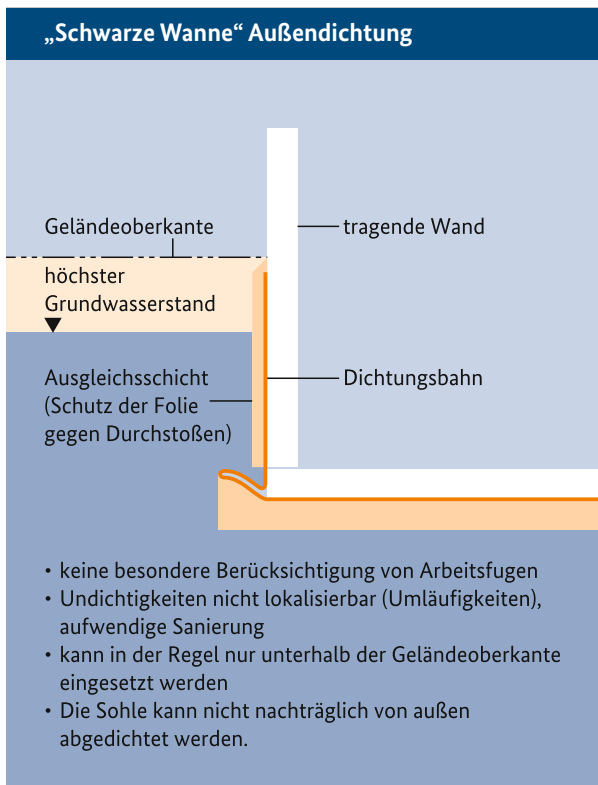 „Schwarze Wanne“ Außendichtung
Geländeoberkante
tragende Wand
höchster
Grundwasserstand
Ausgleichsschicht
(Schutz der Folie
gegen Durchstoßen)
Dichtungsbahn
• keine besondere Berücksichtigung von Arbeitsfugen
• Undichtigkeiten nicht lokalisierbar (Umläufigkeiten),
aufwendige Sanierung
• kann in der Regel nur unterhalb der Geländeoberkante
eingesetzt werden
• Die Sohle kann nicht nachträglich von außen
abgedichtet werden.